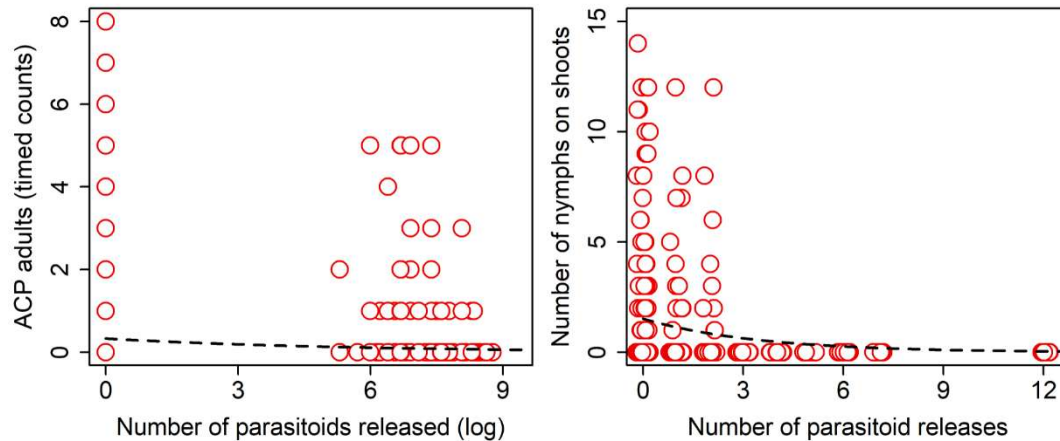 ACP adults (timed counts)
8
6
4
2
0
0 3 6 9
Number of parasitoids released (log)
Number of nymphs on shoots
15
10
5
0
0 3 6 9 12
Number of parasitoid releases